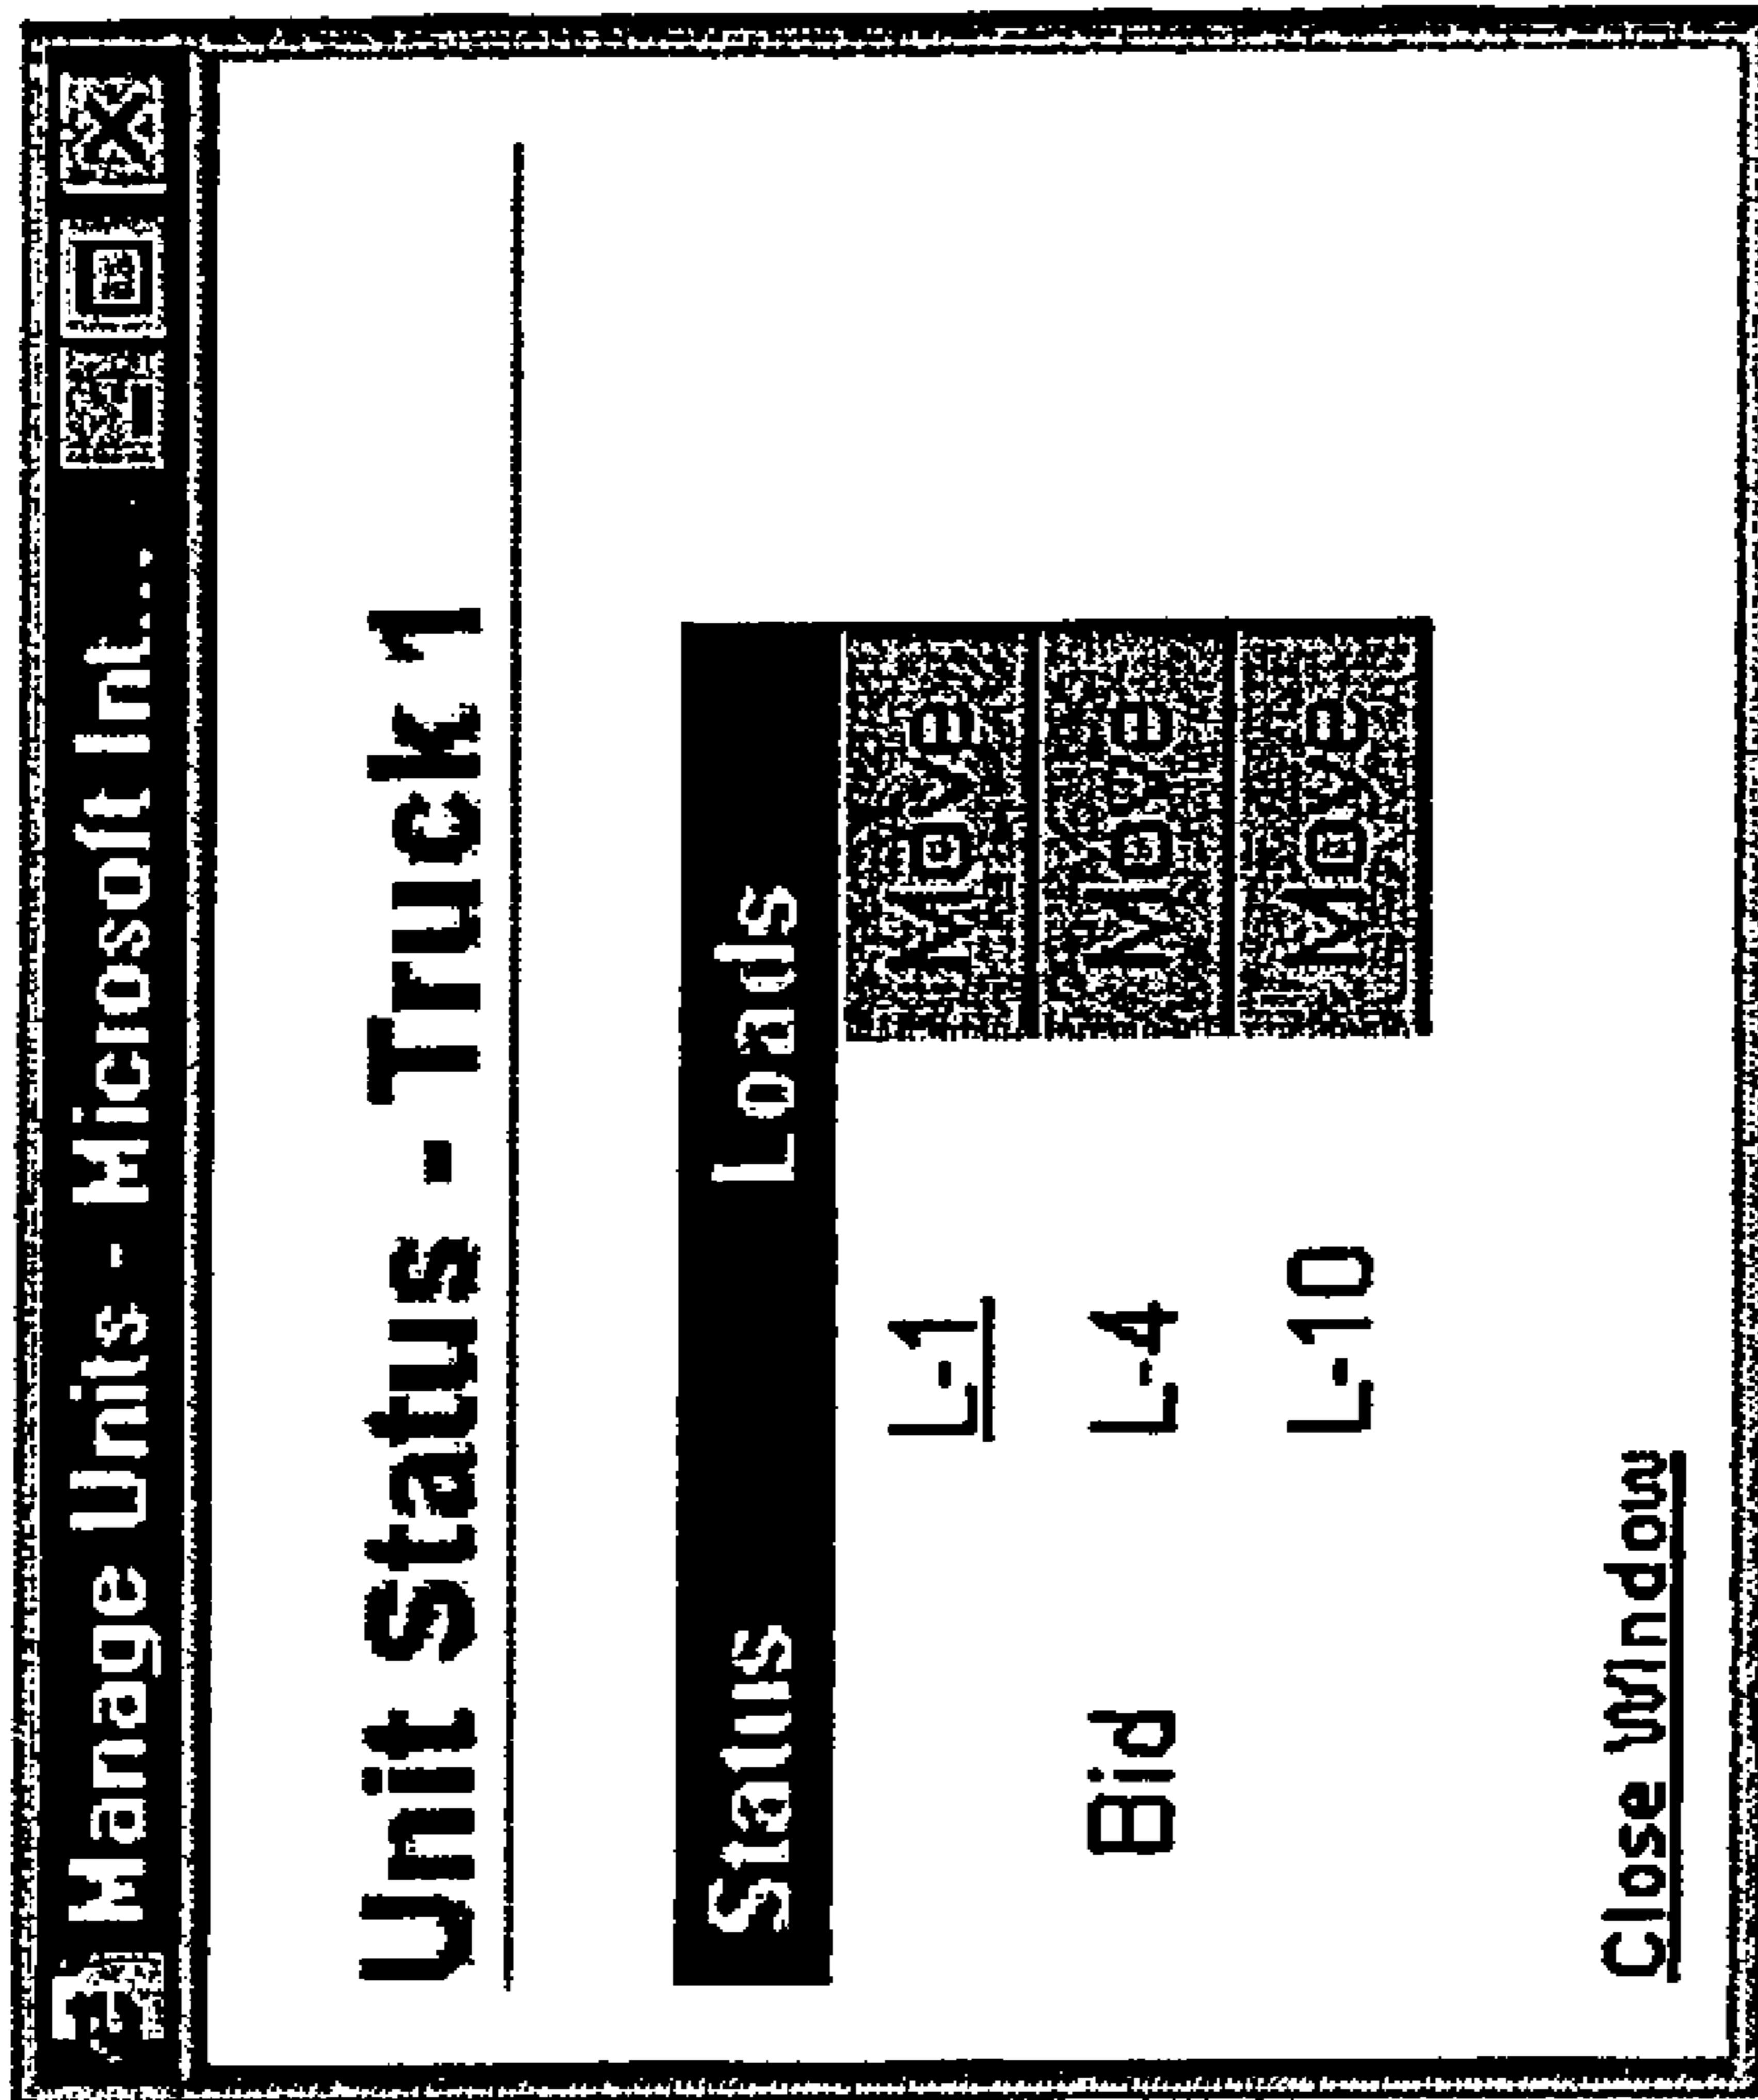 Manage Units - Microsoft Int...
Unit Status - Truck 1
Status Loads
L-1 Move
Bid L-4 Move
L-10 Move
Close Window